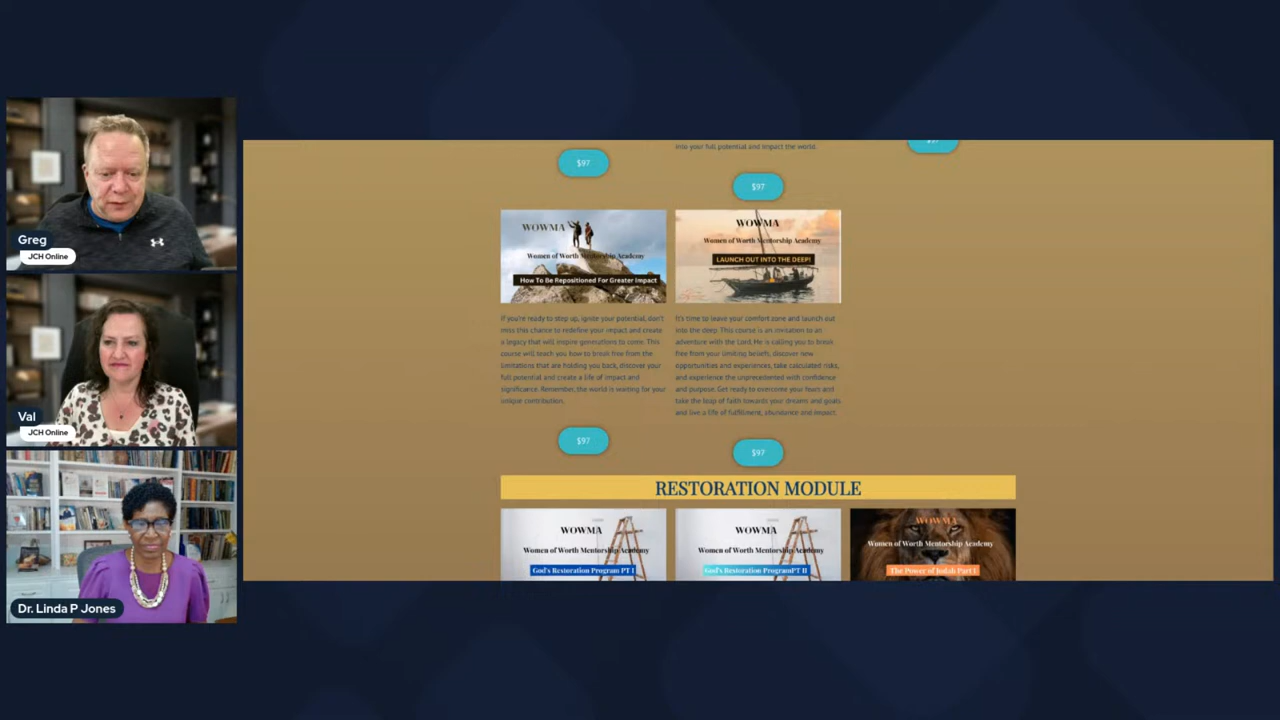 Greg
JCH Online
Val
JCH Online
Dr. Linda P Jones
into your full potential and impact the world.
$97
$97
$97
WOWMA
Women of Worth Mentorship Academy
How To Be Repositioned For Greater Impact
WOWMA
Women of Worth Mentorship Academy
LAUNCH OUT INTO THE DEEP!
If you're ready to step up, ignite your potential, don't
miss this chance to redefine your impact and create
a legacy that will inspire generations to come. This
course will teach you how to break free from the
limitations that are holding you back, discover your
full potential and create a life of impact and
significance. Remember, the world is waiting for your
unique contribution.
$97
It's time to leave your comfort zone and launch out
into the deep. This course is an invitation to an
adventure with the Lord. He is calling you to break
free from your limiting beliefs, discover new
opportunities and experiences, take calculated risks,
and experience the unprecedented with confidence
and purpose. Get ready to overcome your fears and
take the leap of faith towards your dreams and goals
and live a life of fulfillment, abundance and impact.
$97
RESTORATION MODULE
WOWMA
Women of Worth Mentorship Academy
God's Restoration Program PT I
WOWMA
Women of Worth Mentorship Academy
God's Restoration ProgramPT II
WOWMA
Women of Worth Mentorship Academy
The Power of Judah Part I